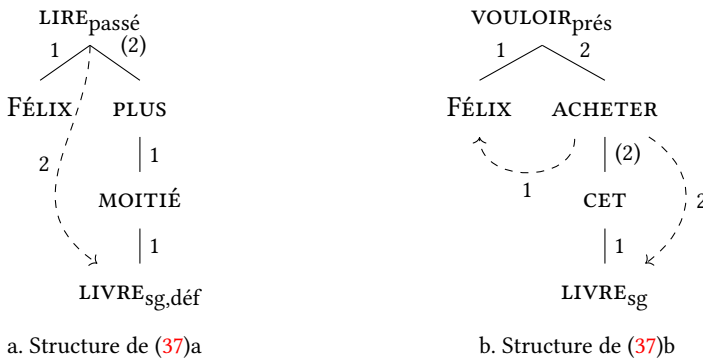 LIREpassé
1 (2)
FÉLIX PLUS
1
2
MOITIÉ
1
LIVREsg,déf
a. Structure de (37)a
VOULOIRprés
1 2
FÉLIX ACHETER
(2)
1
2
CET
1
LIVREsg
b. Structure de (37)b